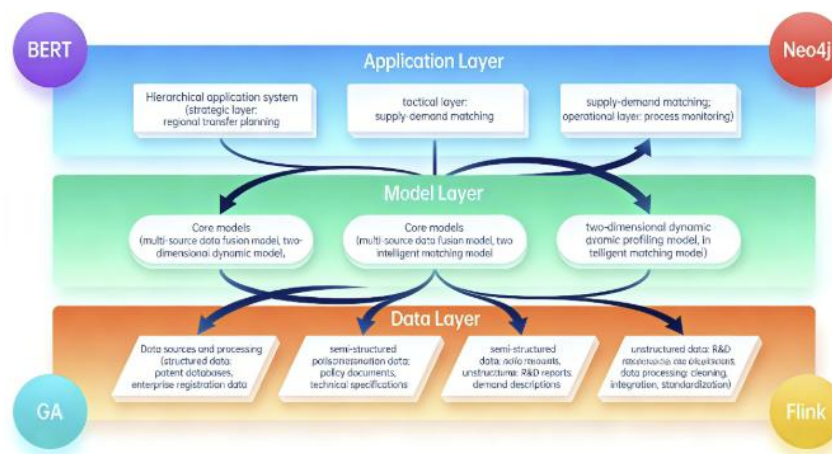 BERT
Neo4j
Application Layer
Hierarchical application system
(strategic layer:
regional transfer planning
tactical layer:
supply-demand matching
supply-demand matching;
operational layer: process monitoring)
Model Layer
Core models
(multi-source data fusion model, two-
dimensional dynamic model,
Core models
(multi-source data fusion model, two
intelligent matching model
two-dimensional dynamic
profiling model, in
telligent matching model)
Data Layer
Data sources and processing
(structured data:
patent databases,
enterprise registration data
semi-structured
data;
policy documents,
technical specifications
semi-structured
data:
R&D reports,
demand descriptions
unstructured data: R&D
data processing: cleaning,
integration, standardization)
GA
Flink